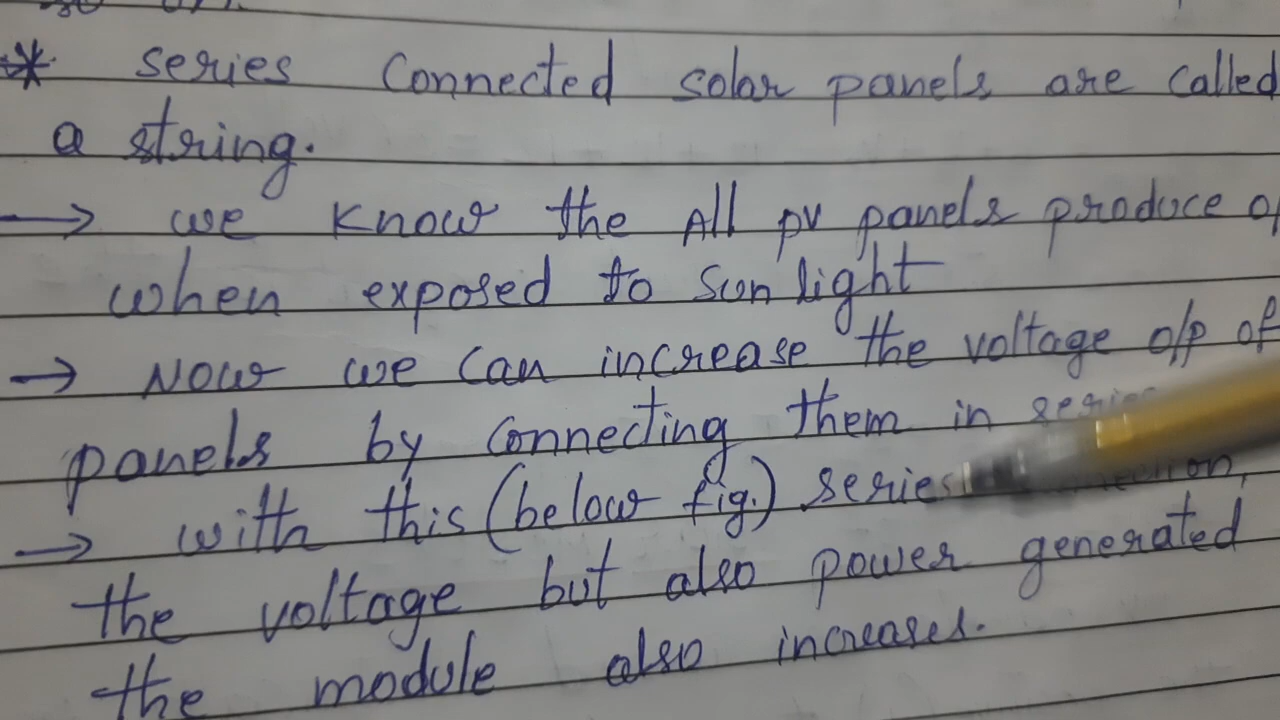 * series Connected solar panels are called
a string.
→ we know the All PV panels produce
when exposed to Sun light
→ Now we can increase the voltage o/p of
panels by connecting them in series
→ with this (below fig.) series
the voltage but also power generated
the module also increases.